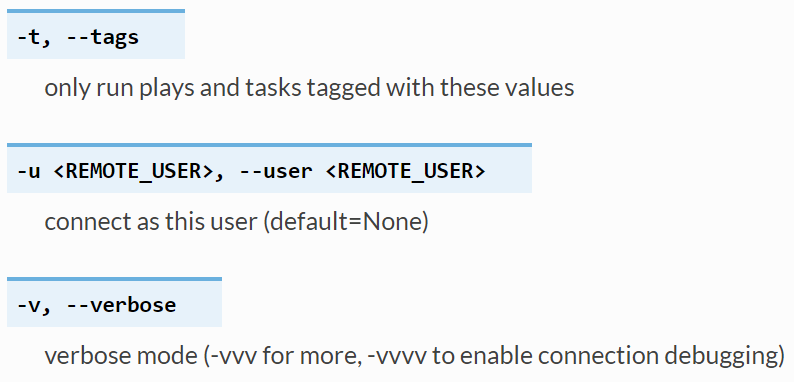 -t, --tags
only run plays and tasks tagged with these values
-u <REMOTE_USER>, --user <REMOTE_USER>
connect as this user (default=None)
-v, --verbose
verbose mode (-vvv for more, -vvvv to enable connection debugging)